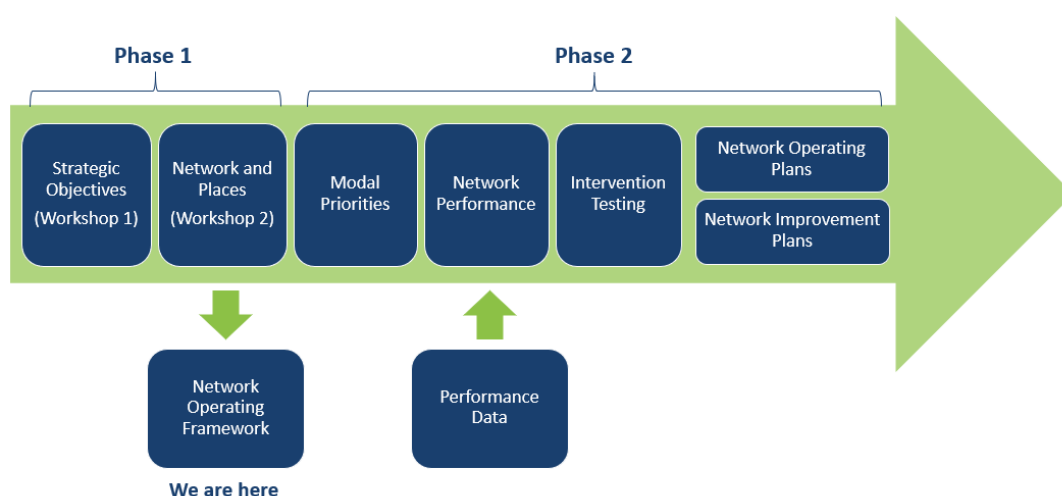 Phase 1
Phase 2
Strategic
Objectives
(Workshop 1)
Network and
Places
(Workshop 2)
Modal
Priorities
Network
Performance
Intervention
Testing
Network Operating
Plans
Network Improvement
Plans
Network
Operating
Framework
Performance
Data
We are here